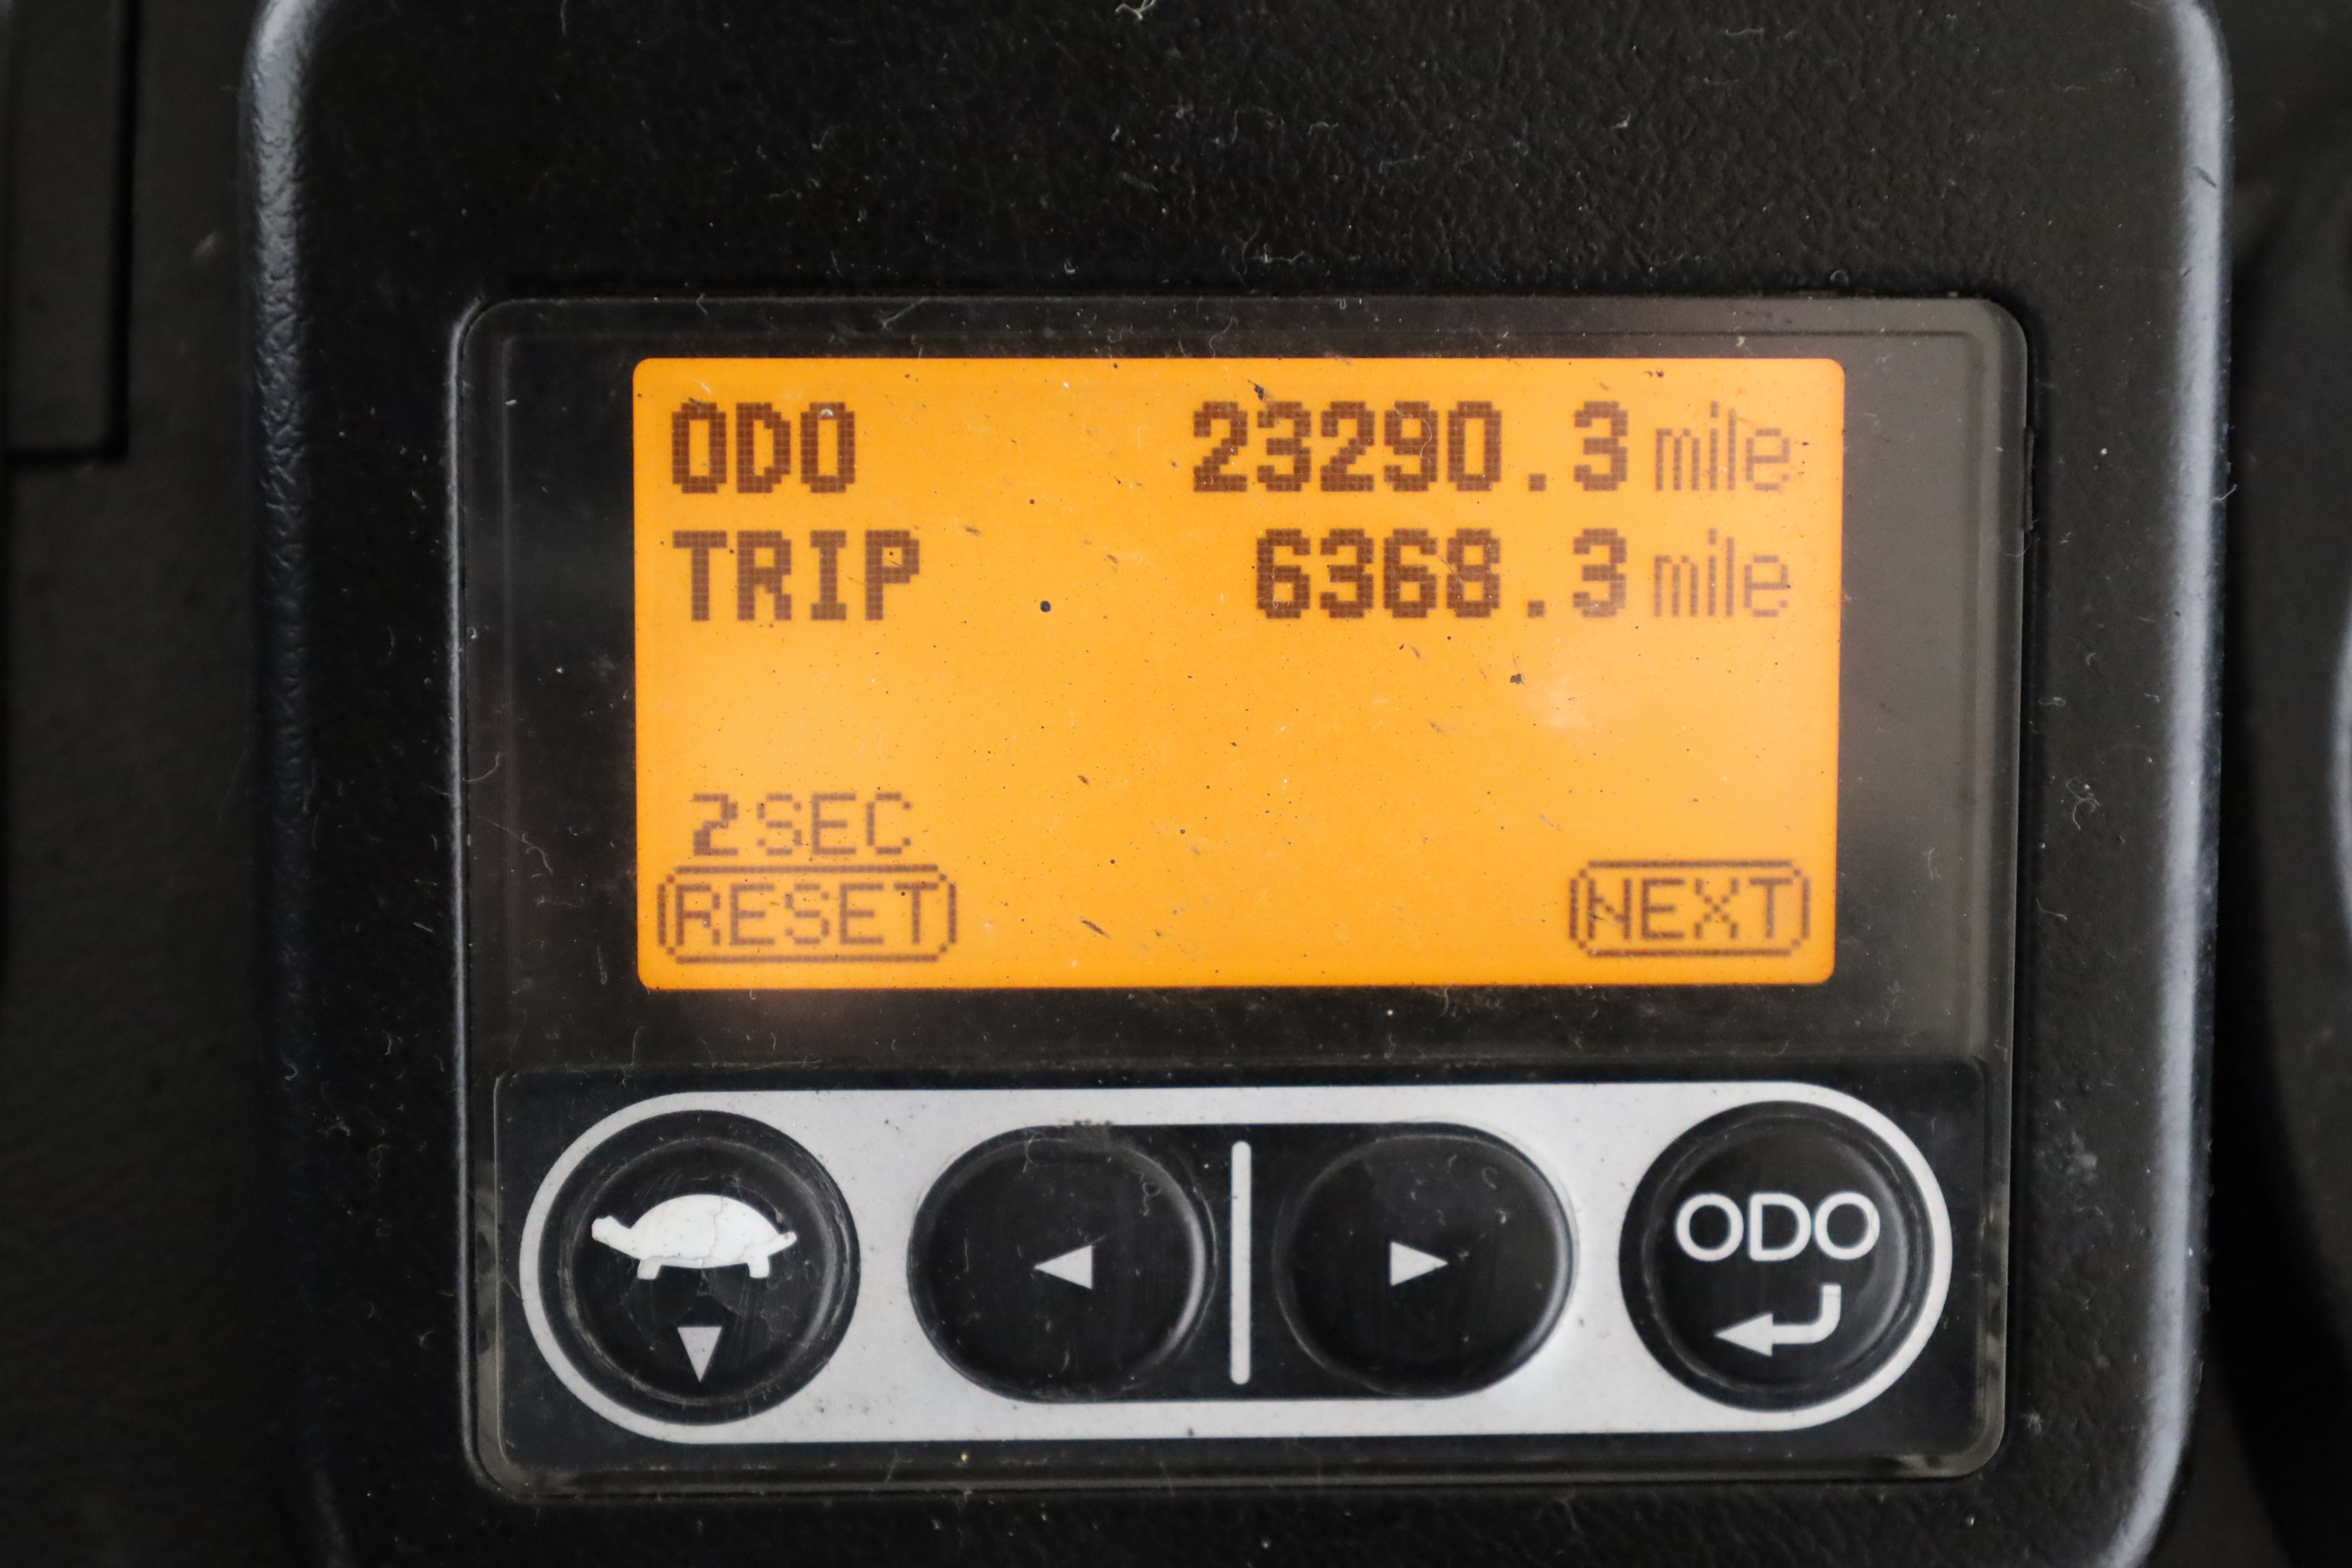 ODO 23290.3 mile
TRIP 6368.3 mile
2SEC
RESET NEXT
ODO